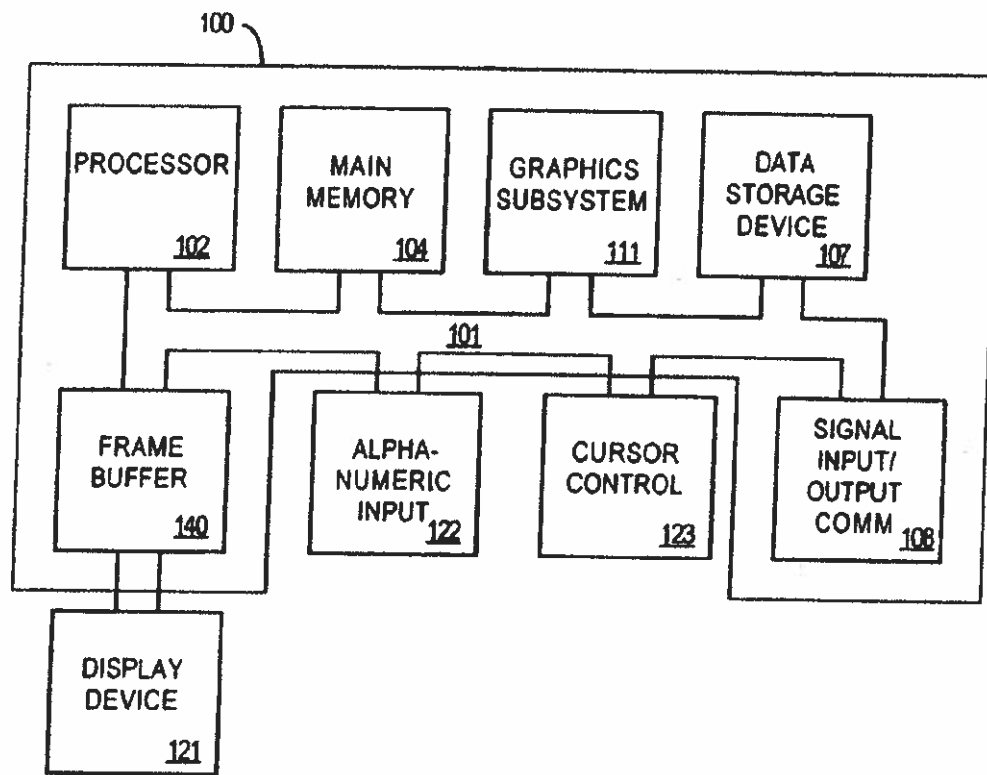 100
PROCESSOR
102
MAIN
MEMORY
104
GRAPHICS
SUBSYSTEM
111
DATA
STORAGE
DEVICE
107
101
FRAME
BUFFER
140
ALPHA-
NUMERIC
INPUT
122
CURSOR
CONTROL
123
SIGNAL
INPUT/
OUTPUT
COMM
108
DISPLAY
DEVICE
121